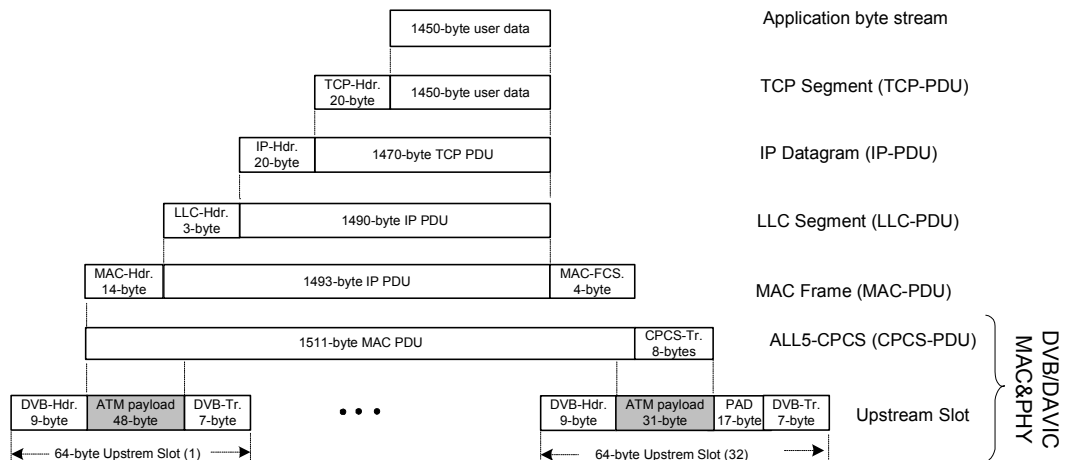 Application byte stream
1450-byte user data
TCP-Hdr.
20-byte
1450-byte user data
TCP Segment (TCP-PDU)
IP-Hdr.
20-byte
1470-byte TCP PDU
IP Datagram (IP-PDU)
LLC-Hdr.
3-byte
1490-byte IP PDU
LLC Segment (LLC-PDU)
MAC-Hdr.
14-byte
1493-byte IP PDU
MAC-FCS.
4-byte
MAC Frame (MAC-PDU)
1511-byte MAC PDU
CPCS-Tr.
8-bytes
ALL5-CPCS (CPCS-PDU)
DVB-Hdr.
9-byte
ATM payload
48-byte
DVB-Tr.
7-byte
• • •
DVB-Hdr.
9-byte
ATM payload
31-byte
PAD
17-byte
DVB-Tr.
7-byte
Upstream Slot
64-byte Upstrem Slot (1)
64-byte Upstrem Slot (32)
DVB/DAVIC
MAC&PHY